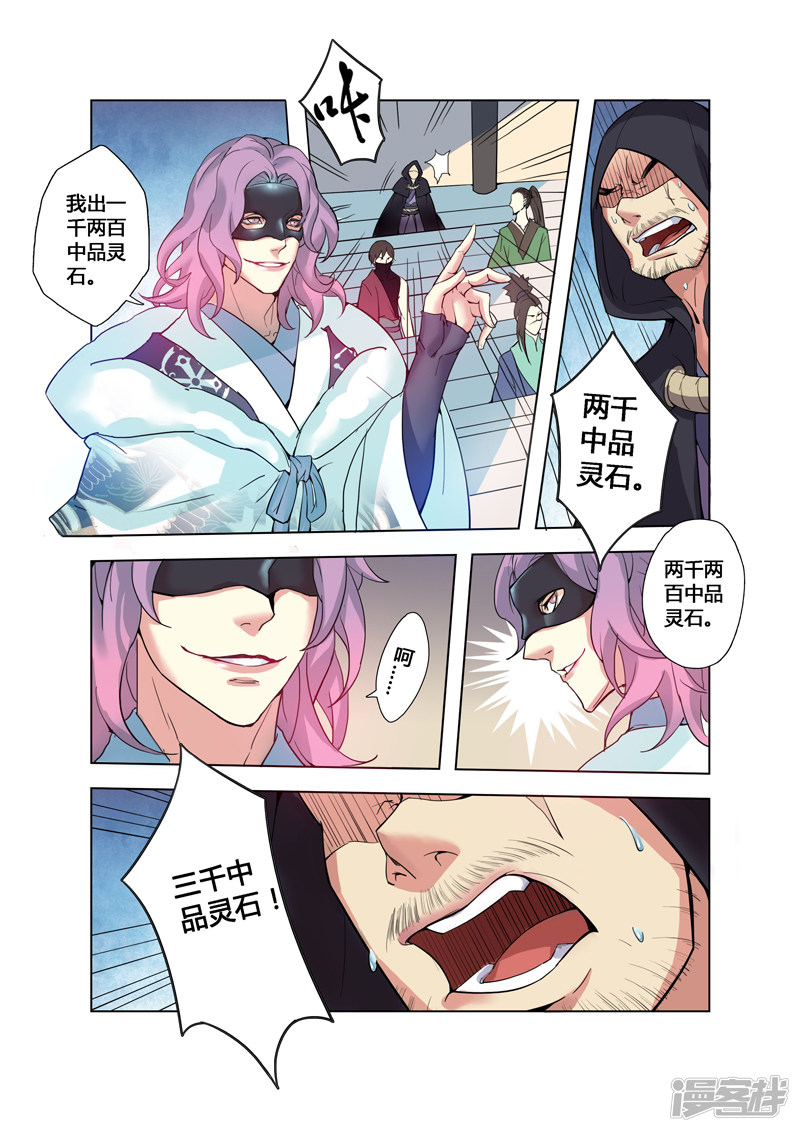 我出一
千两百
中品灵
石。
咔
两千
中品
灵石。
呵
……
两千两
百中品
灵石。
三千中
品灵石！
漫客栈